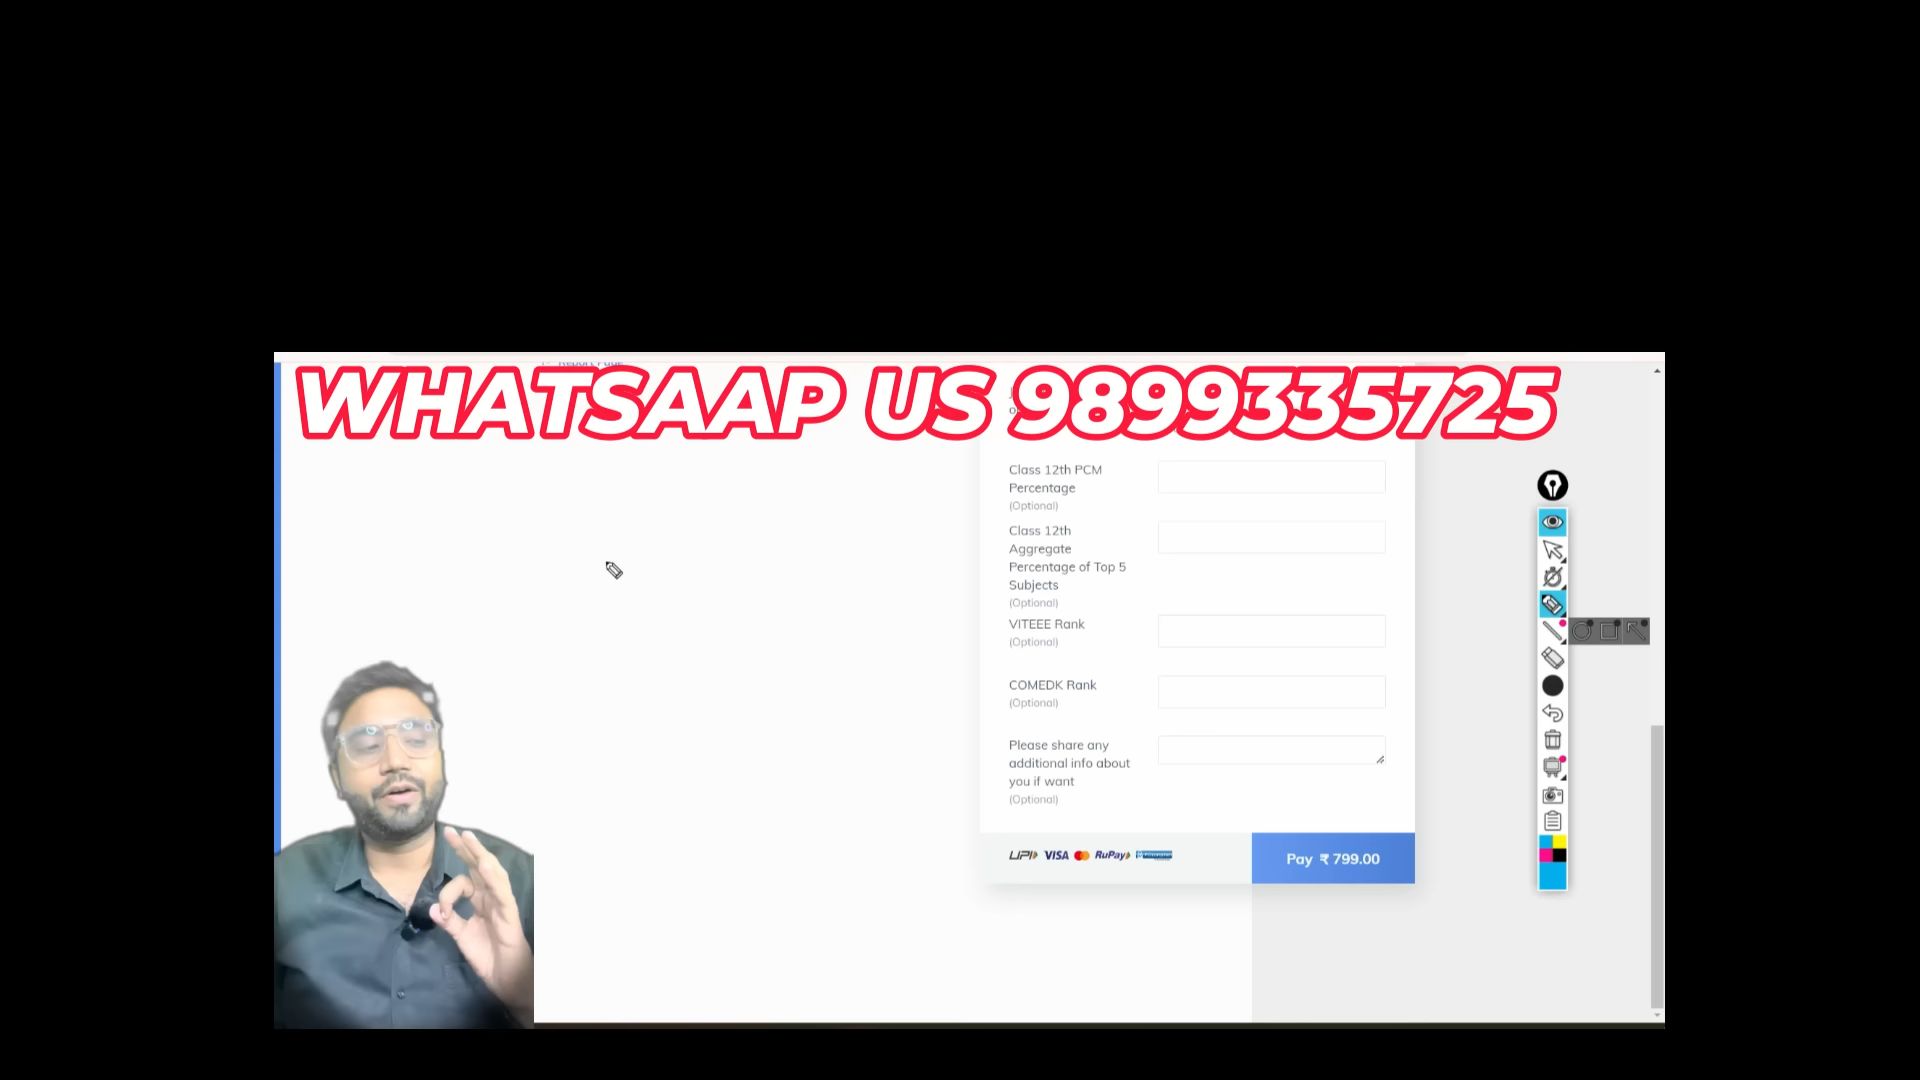 Report Page
WHATSAAP US 9899335725
Class 12th PCM
Percentage
(Optional)
Class 12th
Aggregate
Percentage of Top 5
Subjects
(Optional)
VITEEE Rank
(Optional)
COMEDK Rank
(Optional)
Please share any
additional info about
you if want
(Optional)
UPI VISA RuPay
Pay ₹ 799.00